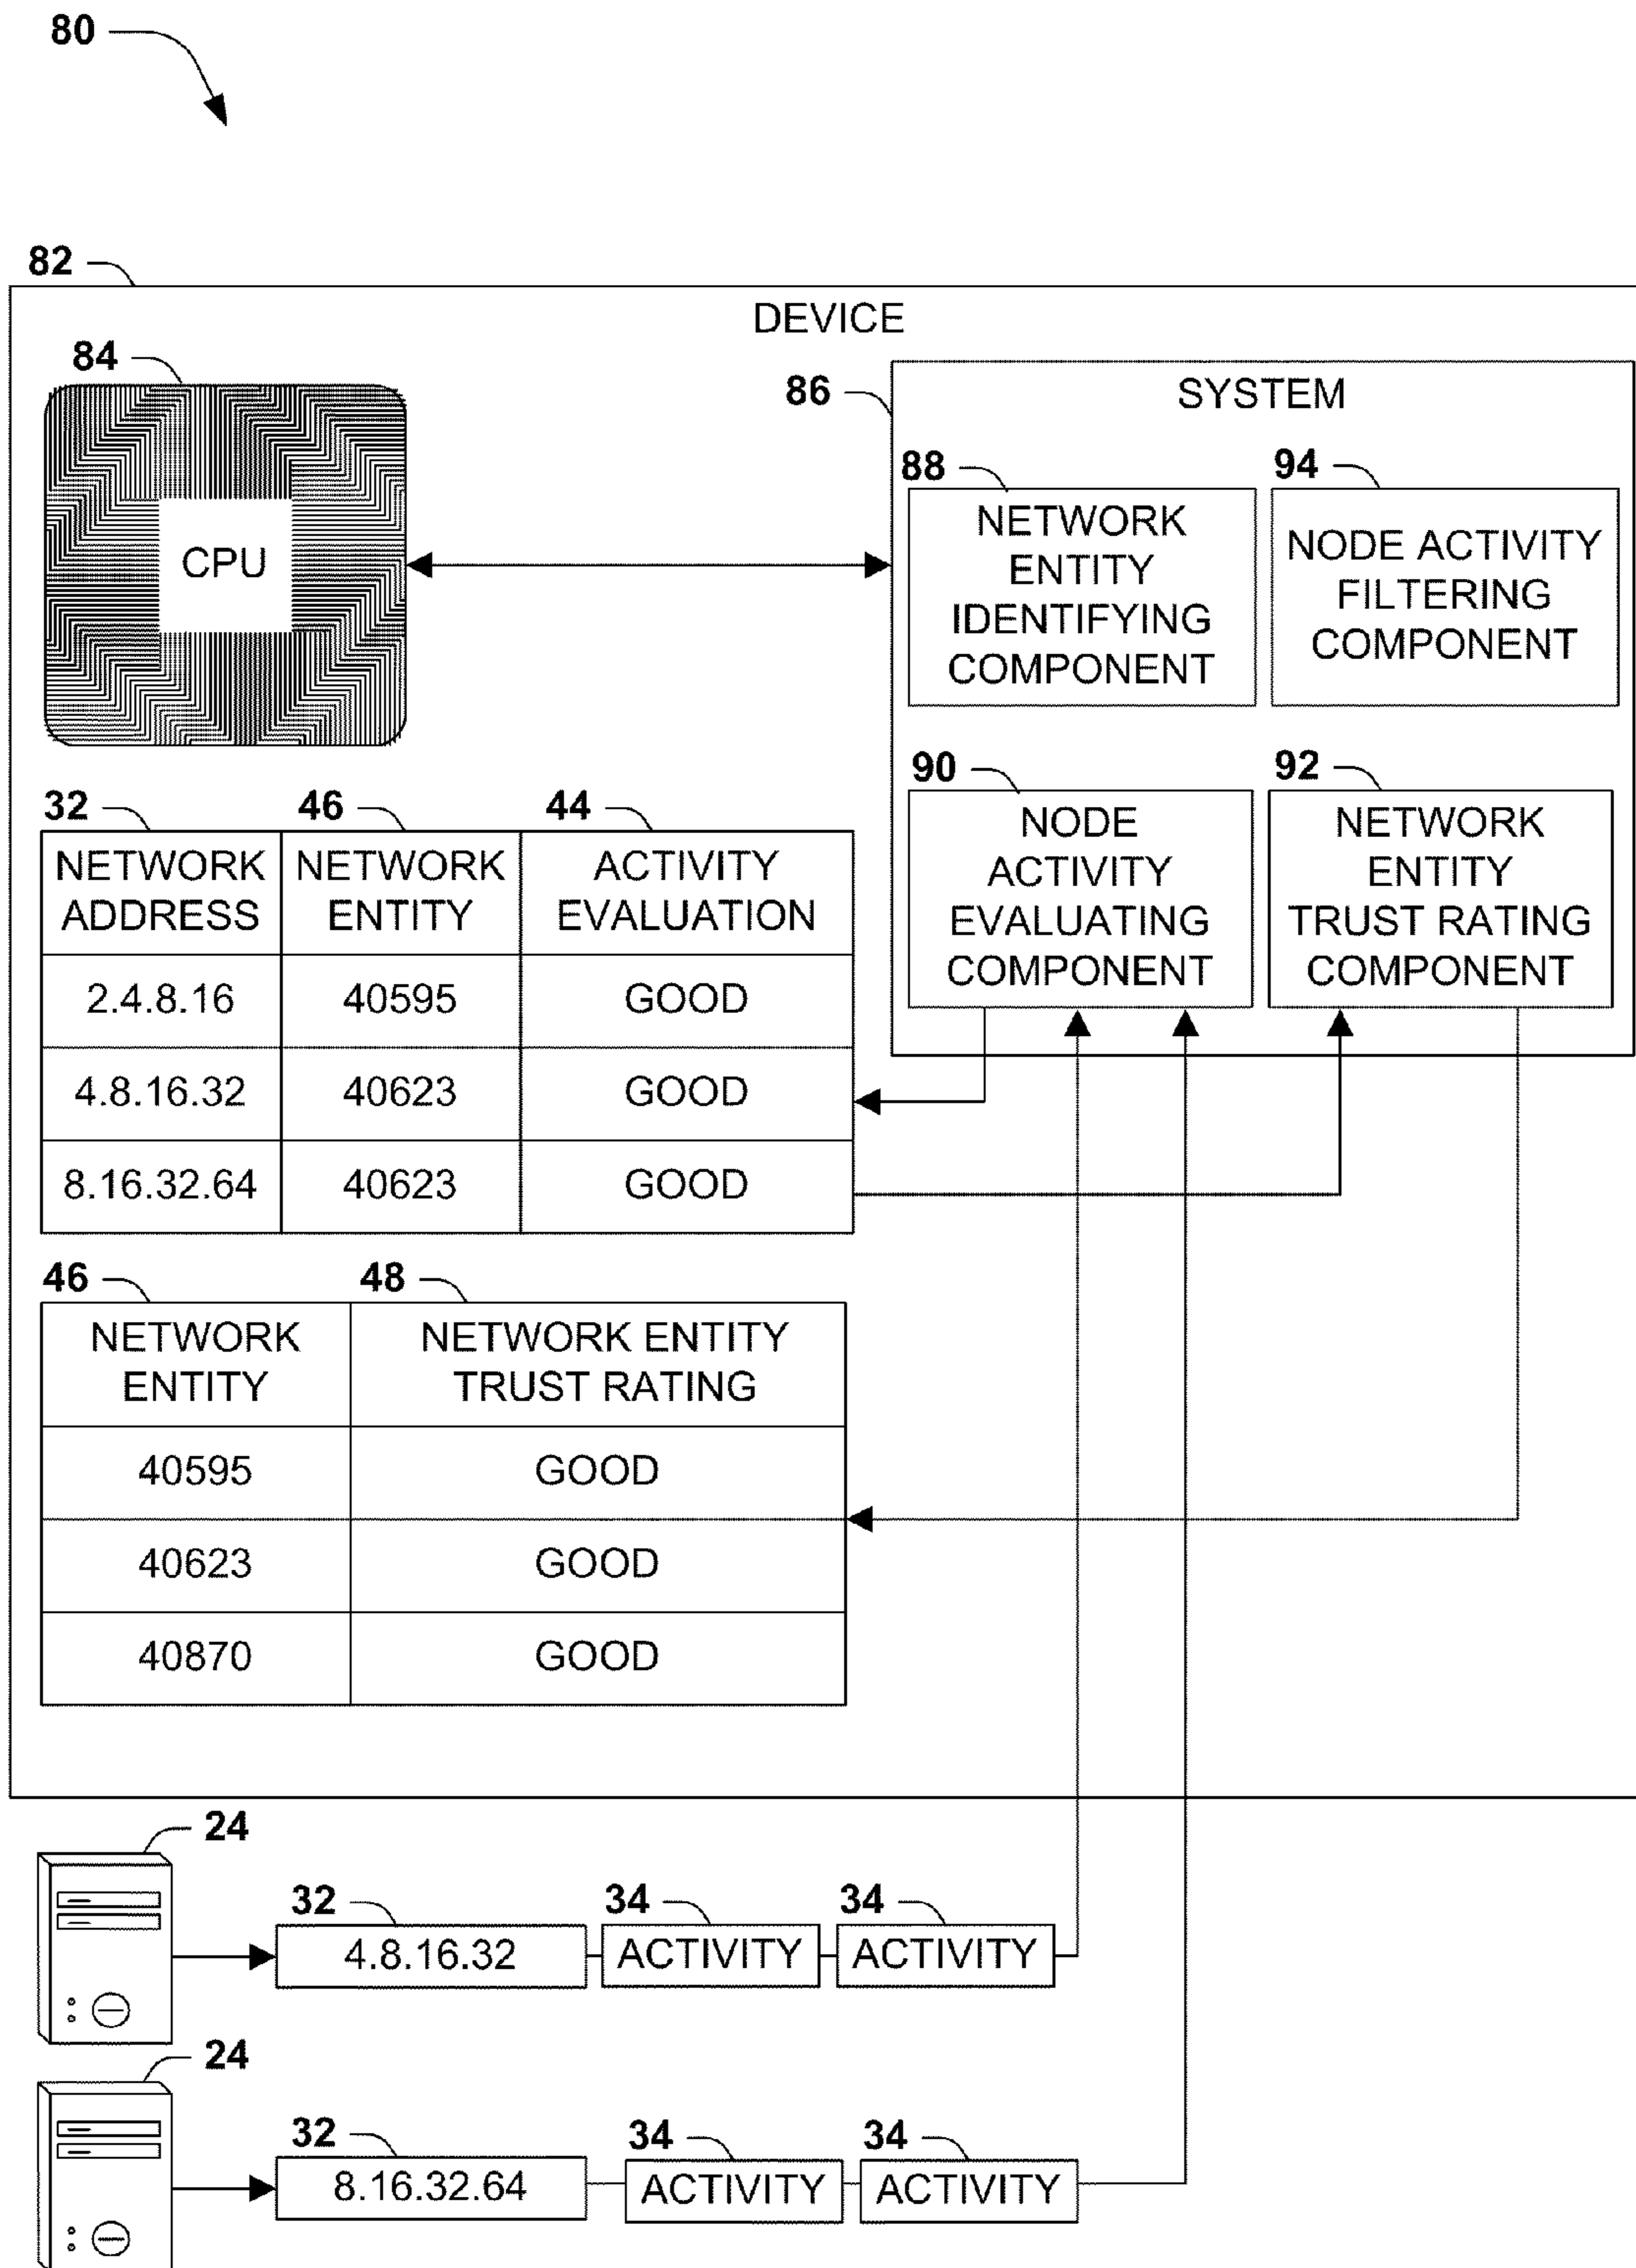 80
82
DEVICE
84
CPU
86
SYSTEM
88
NETWORK
ENTITY
IDENTIFYING
COMPONENT
94
NODE ACTIVITY
FILTERING
COMPONENT
90
NODE
ACTIVITY
EVALUATING
COMPONENT
92
NETWORK
ENTITY
TRUST RATING
COMPONENT
32 46 44
NETWORK ADDRESS NETWORK ENTITY ACTIVITY EVALUATION
2.4.8.16 40595 GOOD
4.8.16.32 40623 GOOD
8.16.32.64 40623 GOOD
46 48
NETWORK ENTITY NETWORK ENTITY TRUST RATING
40595 GOOD
40623 GOOD
40870 GOOD
24
32 34 34
4.8.16.32 ACTIVITY ACTIVITY
24
32 34 34
8.16.32.64 ACTIVITY ACTIVITY